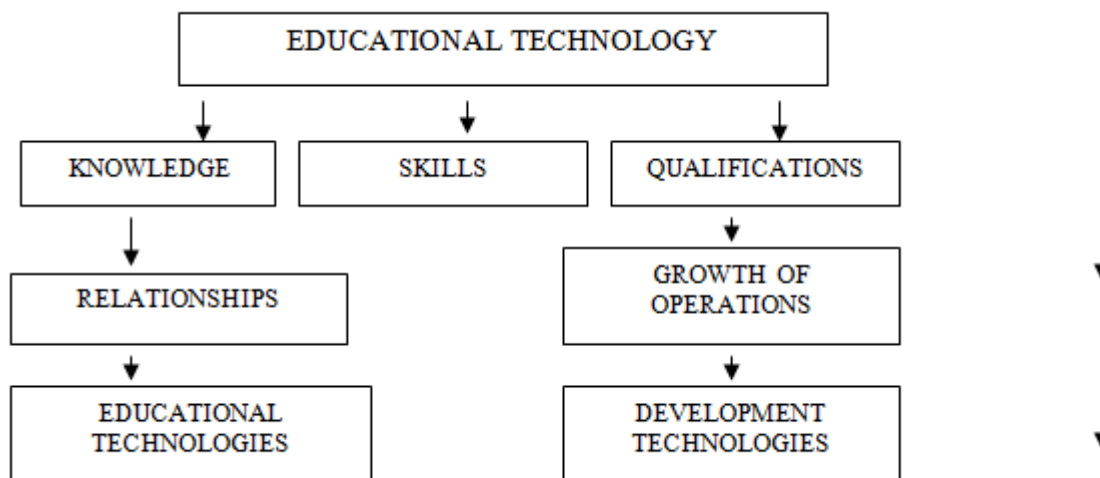 EDUCATIONAL TECHNOLOGY
KNOWLEDGE
SKILLS
QUALIFICATIONS
RELATIONSHIPS
GROWTH OF
OPERATIONS
EDUCATIONAL
TECHNOLOGIES
DEVELOPMENT
TECHNOLOGIES